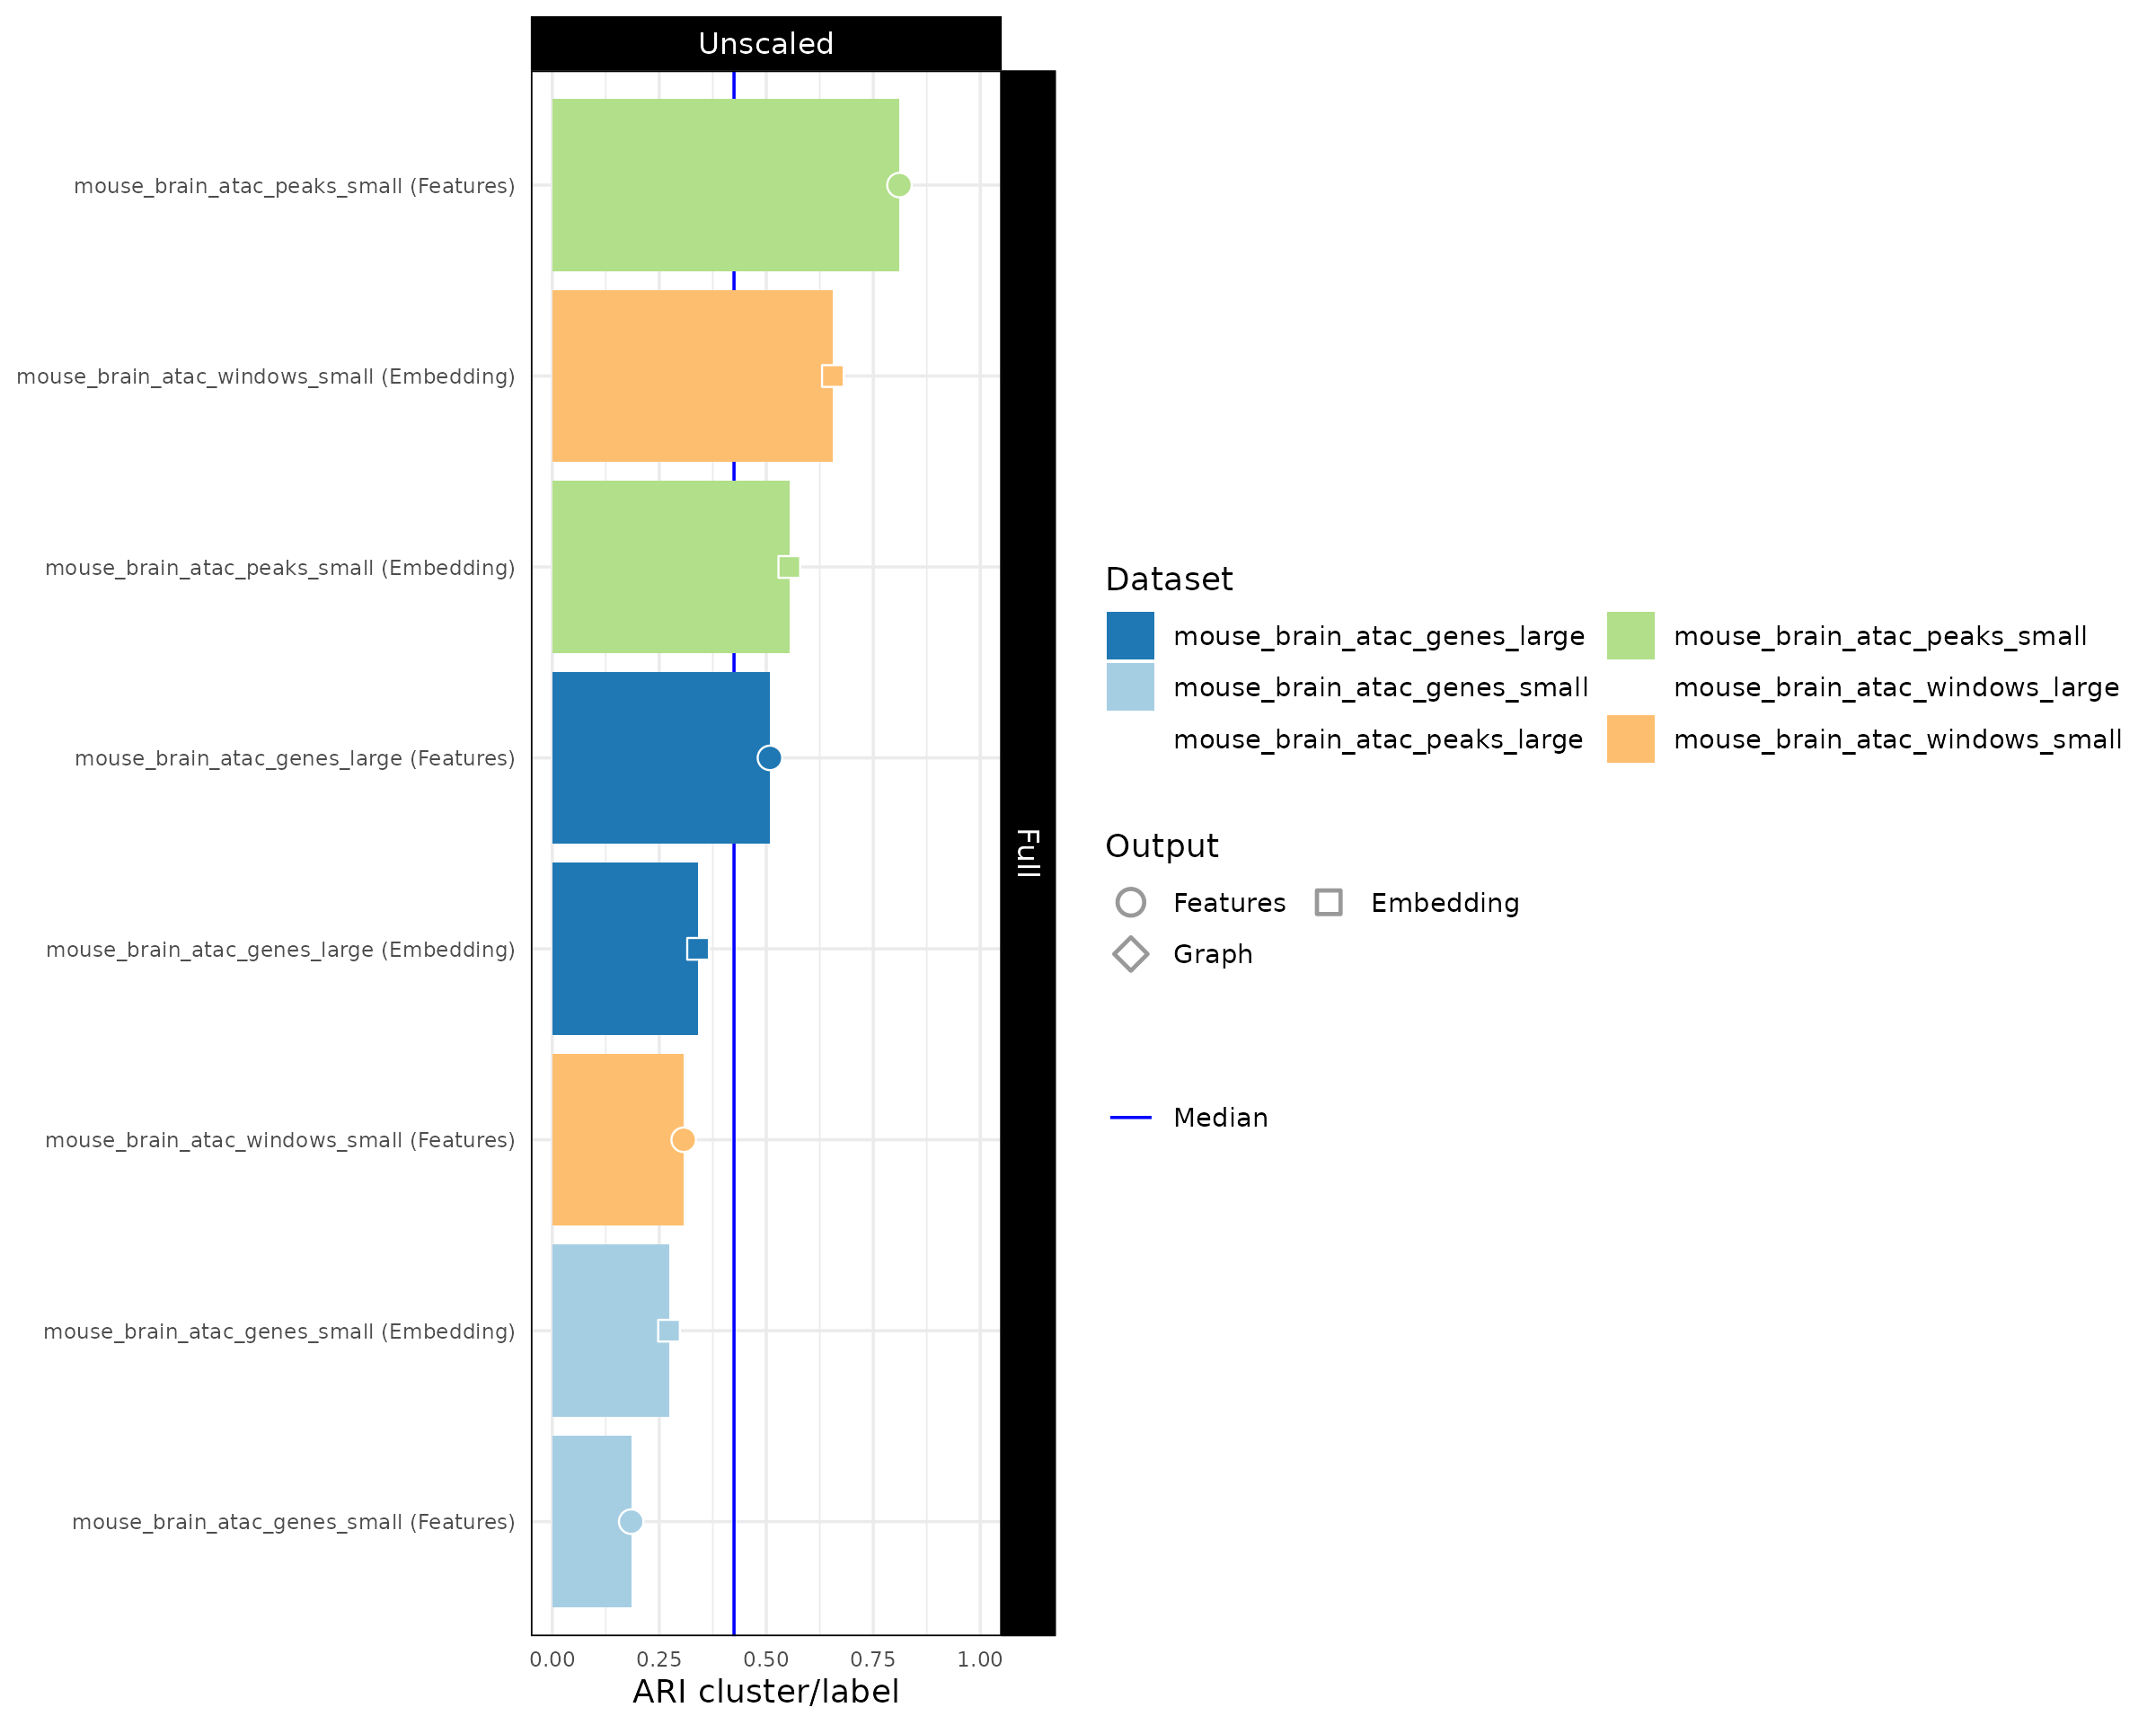 Unscaled
mouse_brain_atac_peaks_small (Features)
mouse_brain_atac_windows_small (Embedding)
mouse_brain_atac_peaks_small (Embedding)
mouse_brain_atac_genes_large (Features)
mouse_brain_atac_genes_large (Embedding)
mouse_brain_atac_windows_small (Features)
mouse_brain_atac_genes_small (Embedding)
mouse_brain_atac_genes_small (Features)
0.00 0.25 0.50 0.75 1.00
ARI cluster/label
Full
Dataset
mouse_brain_atac_genes_large
mouse_brain_atac_genes_small
mouse_brain_atac_peaks_large
mouse_brain_atac_peaks_small
mouse_brain_atac_windows_large
mouse_brain_atac_windows_small
Output
Features Embedding
Graph
Median